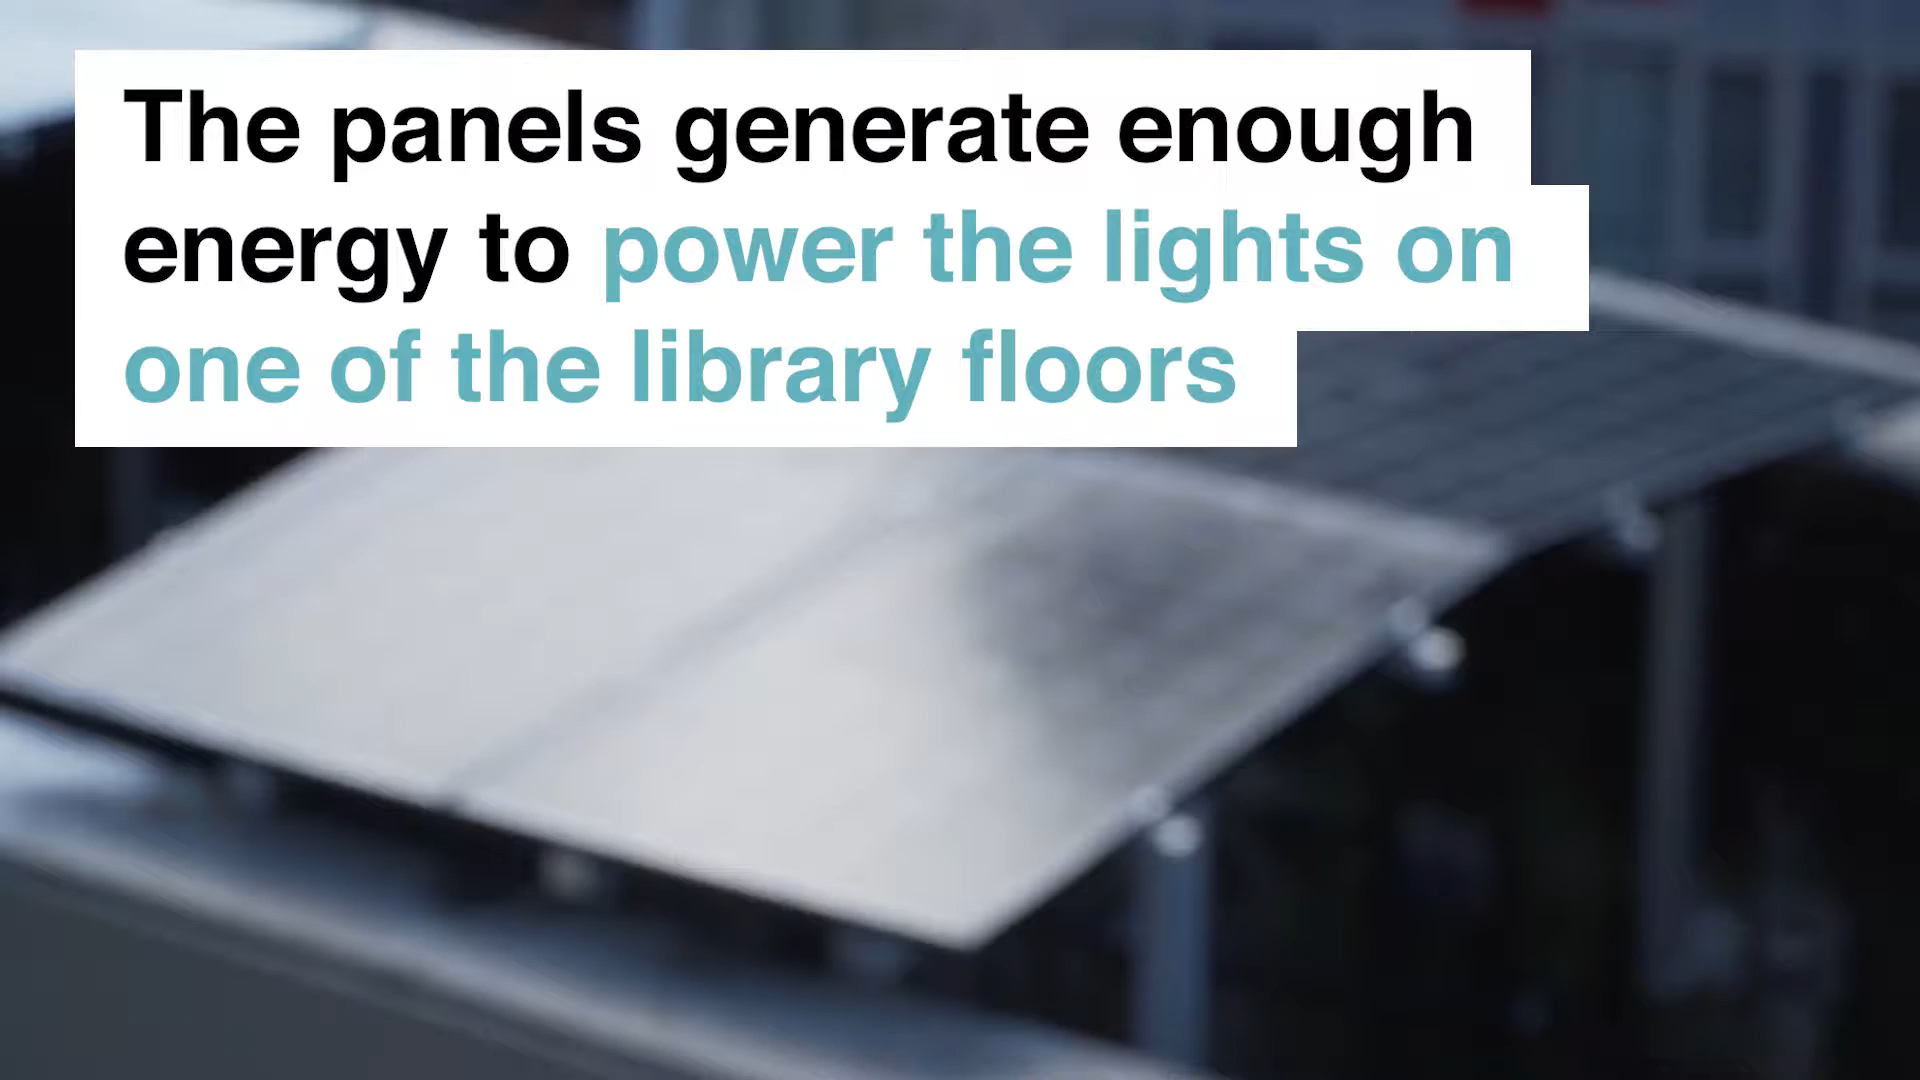 The panels generate enough
energy to power the lights on
one of the library floors